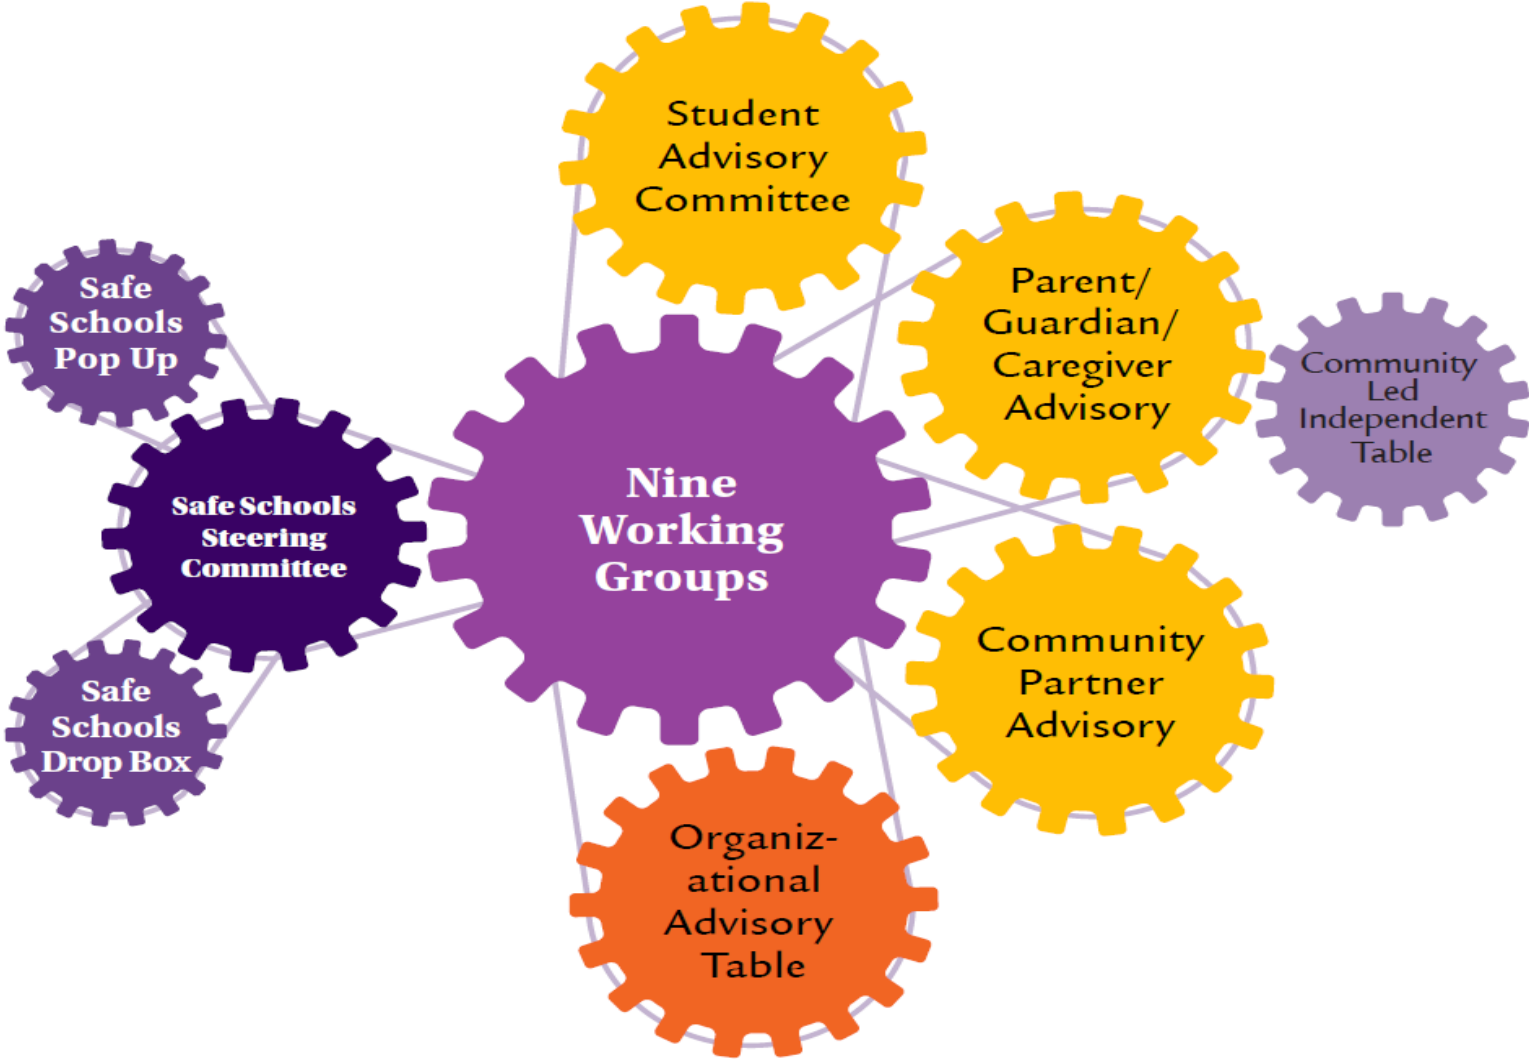 Student
Advisory
Committee
Safe
Schools
Pop Up
Parent/
Guardian/
Caregiver
Advisory
Community
Led
Independent
Table
Safe Schools
Steering
Committee
Nine
Working
Groups
Community
Partner
Advisory
Safe
Schools
Drop Box
Organiz-
ational
Advisory
Table